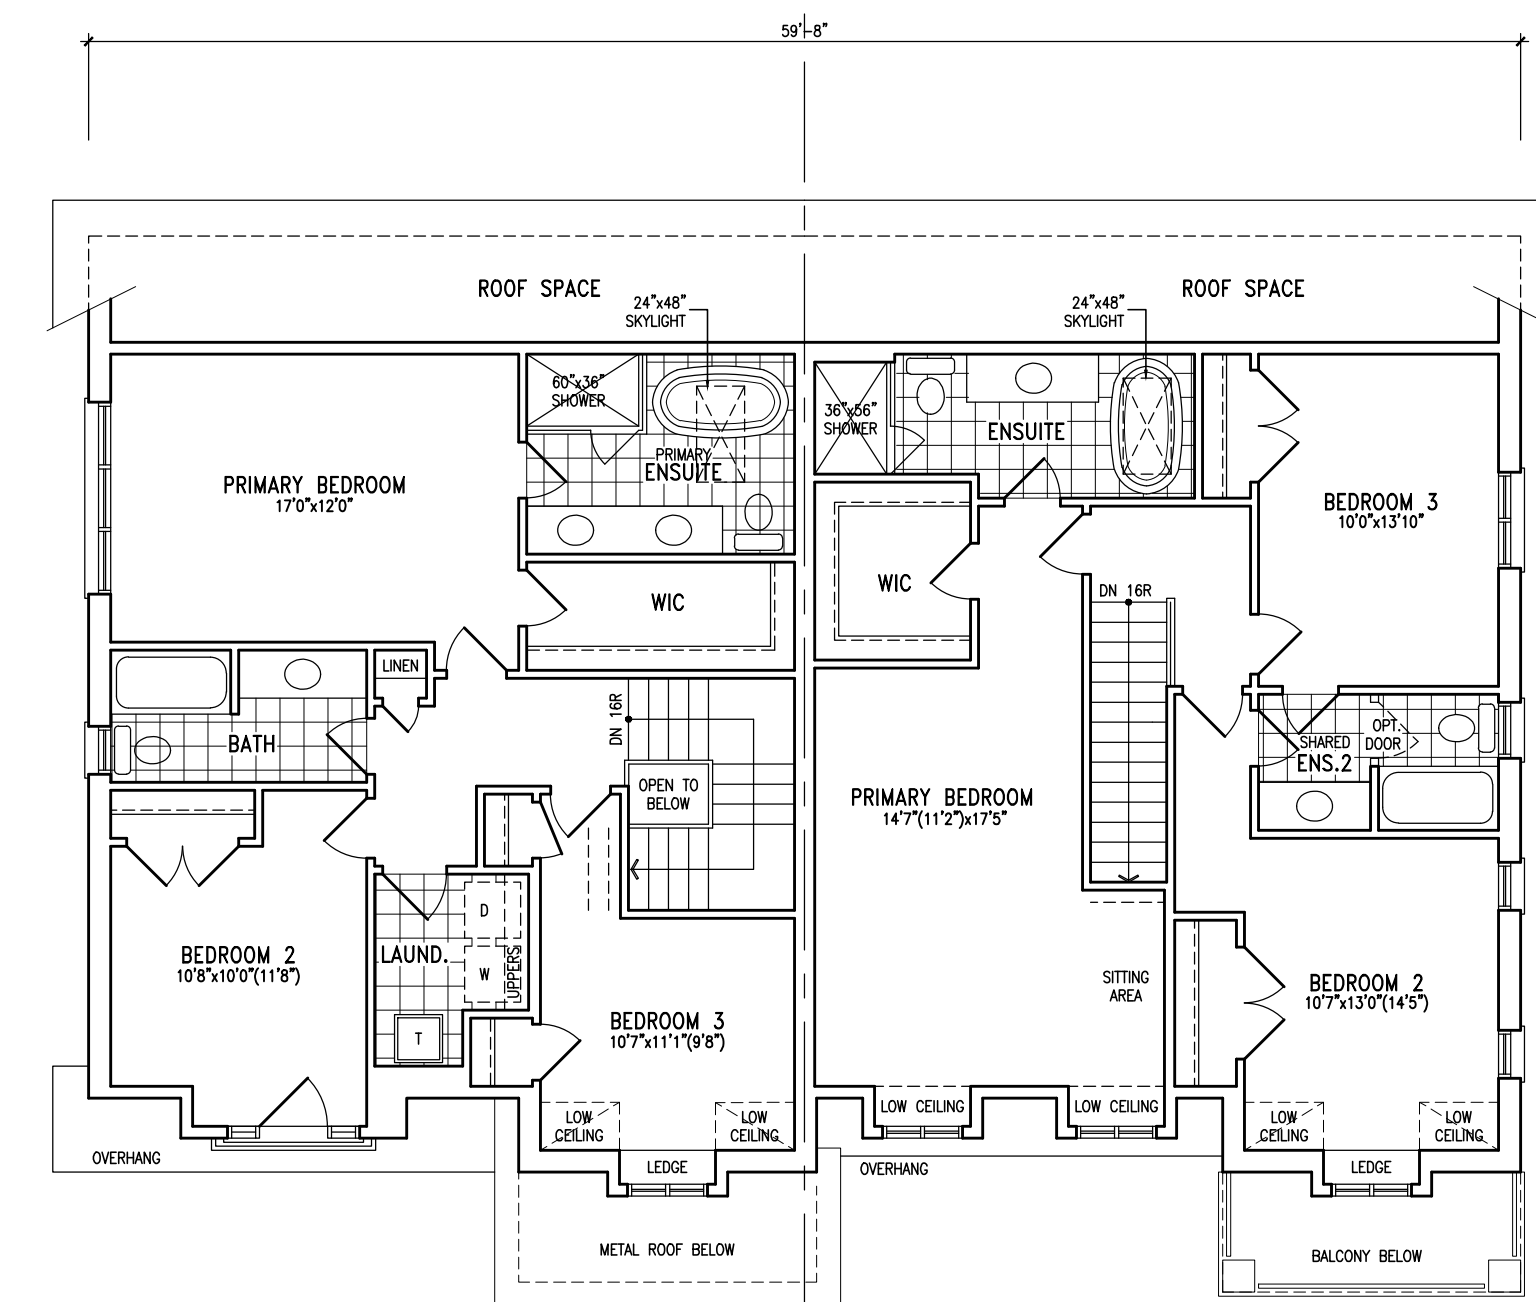 59'-8"
ROOF SPACE
24"x48"
SKYLIGHT
24"x48"
SKYLIGHT
ROOF SPACE
60"x36"
SHOWER
PRIMARY
ENSUITE
36"x56"
SHOWER
ENSUITE
PRIMARY BEDROOM
17'0"x12'0"
BEDROOM 3
10'0"x13'10"
WIC
WIC
DN 16R
LINEN
DN 16R
BATH
OPEN TO
BELOW
SHARED
ENS.2
OPT.
DOOR
PRIMARY BEDROOM
14'7"(11'2")x17'5"
BEDROOM 2
10'8"x10'0"(11'8")
LAUND.
D
W
UPPERS
T
SITTING
AREA
BEDROOM 2
10'7"x13'0"(14'5")
BEDROOM 3
10'7"x11'1"(9'8")
LOW
CEILING
LOW
CEILING
LOW CEILING
LOW CEILING
LOW
CEILING
LOW
CEILING
OVERHANG
LEDGE
OVERHANG
LEDGE
METAL ROOF BELOW
BALCONY BELOW